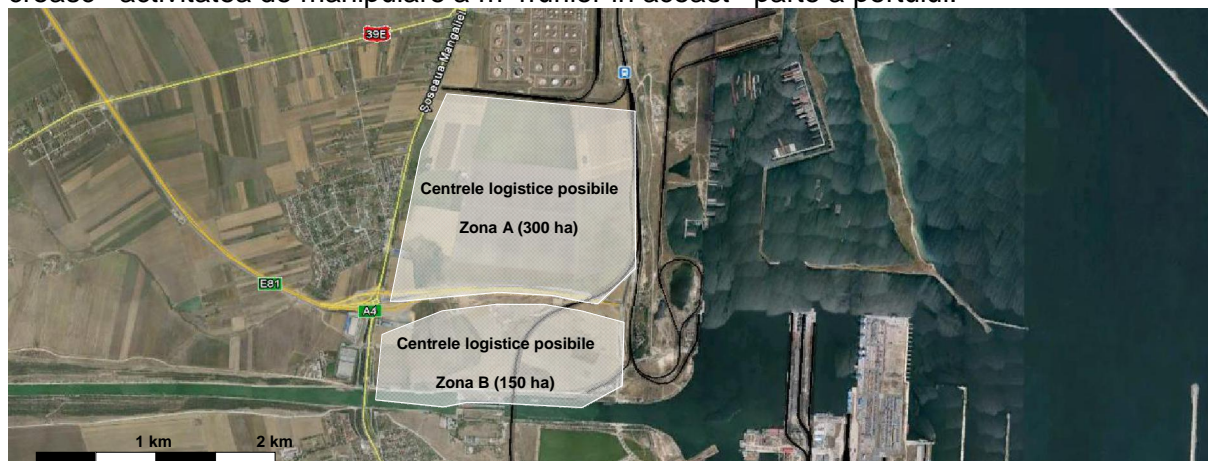 39E
Şoseaua Mangaliei
Centrele logistice posibile
Zona A (300 ha)
E81
A4
Centrele logistice posibile
Zona B (150 ha)
1 km
2 km